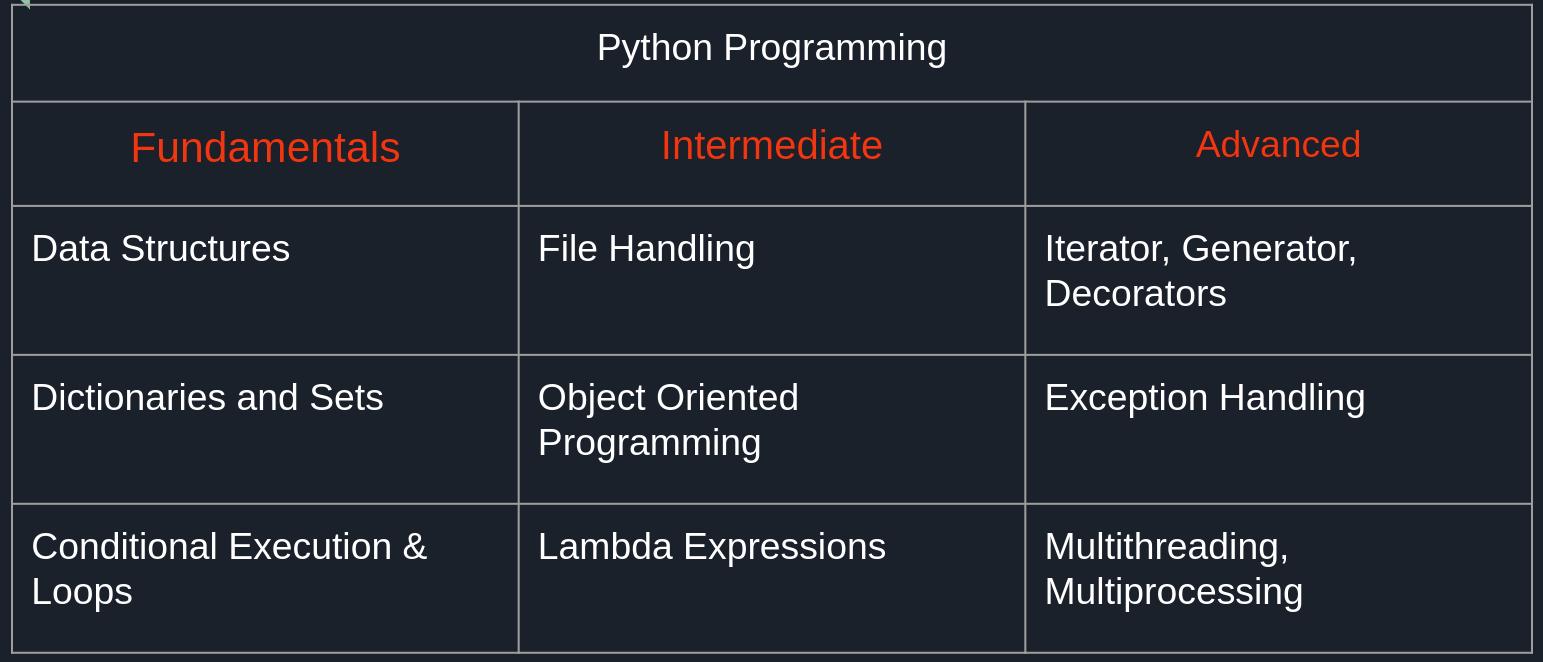 Python Programming
Fundamentals
Intermediate
Advanced
Data Structures
File Handling
Iterator, Generator,
Decorators
Dictionaries and Sets
Object Oriented
Programming
Exception Handling
Conditional Execution &
Loops
Lambda Expressions
Multithreading,
Multiprocessing